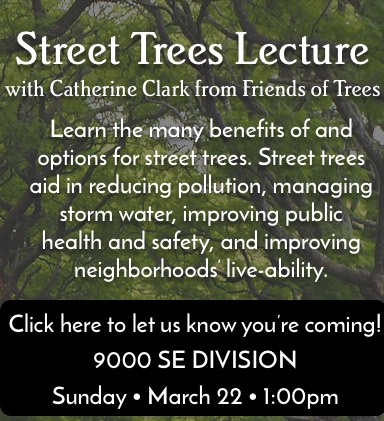 Street Trees Lecture
with Catherine Clark from Friends of Trees
Learn the many benefits of and
options for street trees. Street trees
aid in reducing pollution, managing
storm water, improving public
health and safety, and improving
neighborhoods' live-ability.
Click here to let us know you're coming!
9000 SE DIVISION
Sunday • March 22 • 1:00pm